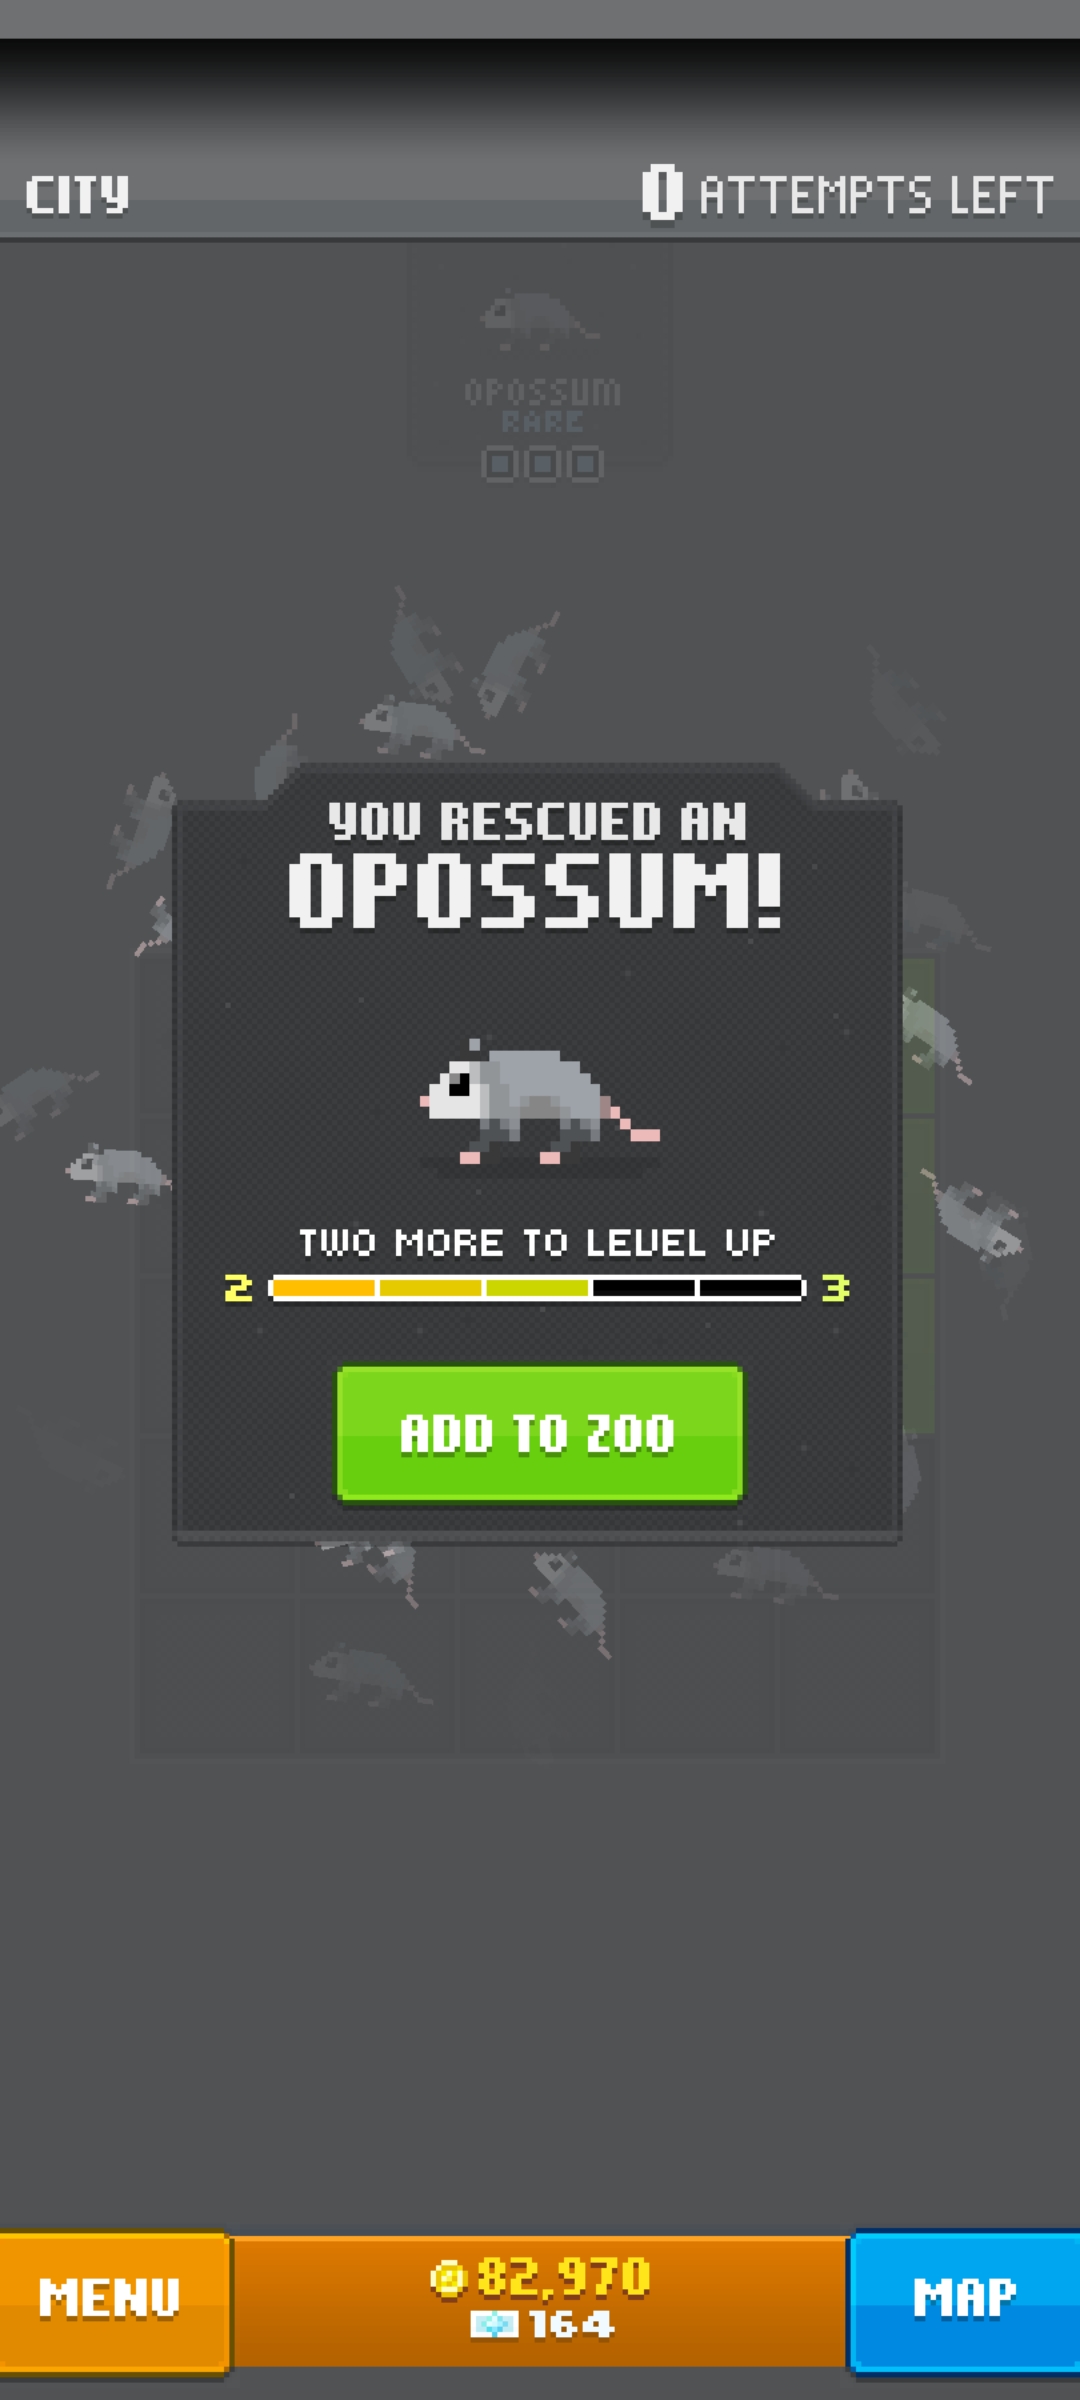 CITY
0 ATTEMPTS LEFT
OPOSSUM
RARE
YOU RESCUED AN
OPOSSUM!
TWO MORE TO LEVEL UP
2 3
ADD TO ZOO
MENU
82,970
164
MAP